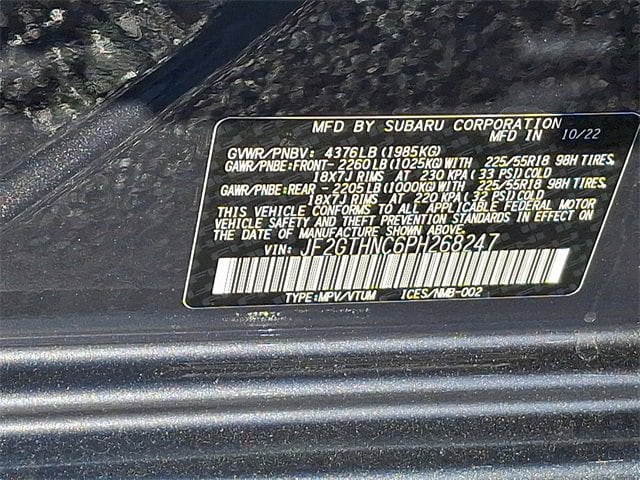 MFD BY SUBARU CORPORATION
MFD IN 10/22
GVWR/PNBV: 4376LB(1985KG)
GAWR/PNBE:FRONT-2260LB(1025KG)WITH 225/55R18 98H TIRES,
18X7J RIMS AT 230 KPA(33 PSI)COLD
GAWR/PNBE:REAR -2205LB(1000KG)WITH 225/55R18 98H TIRES,
18X7J RIMS AT 220 KPA(32 PSI)COLD
THIS VEHICLE CONFORMS TO ALL APPLICABLE FEDERAL MOTOR
VEHICLE SAFETY AND THEFT PREVENTION STANDARDS IN EFFECT ON
THE DATE OF MANUFACTURE SHOWN ABOVE.
VIN: JF2GTHNC6PH268247
TYPE:MPV/VTUM ICES/NMB-002